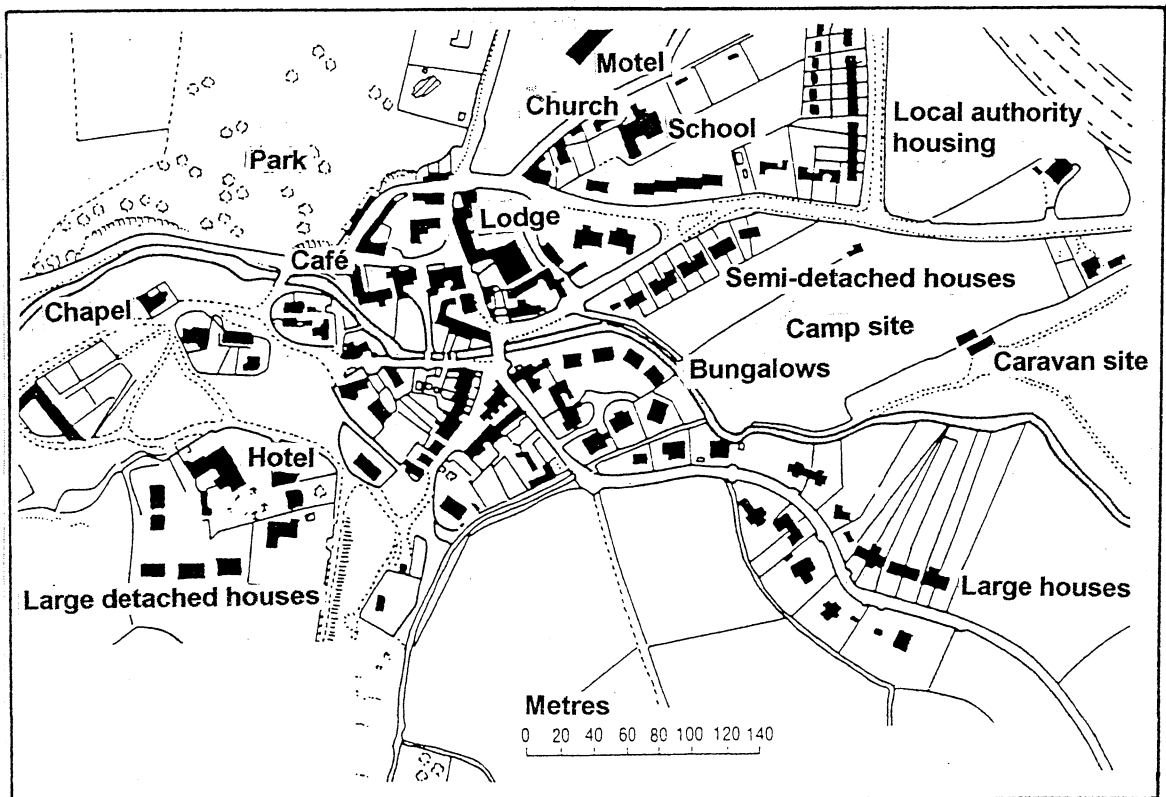 Motel
Church
School
Local authority
housing
Park
Lodge
Café
Semi-detached houses
Chapel
Camp site
Caravan site
Bungalows
Hotel
Large detached houses
Large houses
Metres
0 20 40 60 80 100 120 140